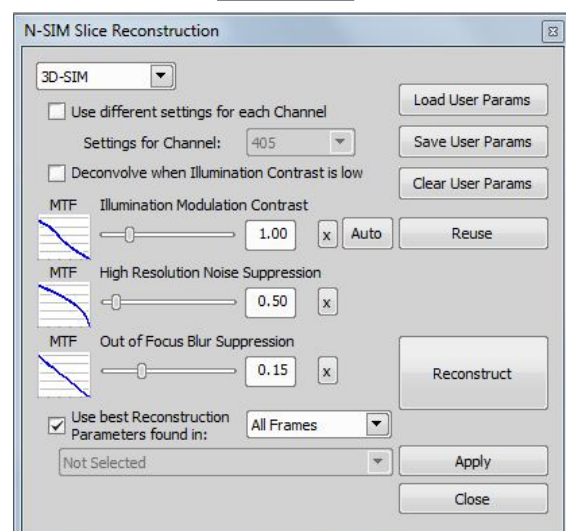 N-SIM Slice Reconstruction
3D-SIM
Use different settings for each Channel
Load User Params
Settings for Channel: 405
Save User Params
Deconvolve when Illumination Contrast is low
Clear User Params
MTF Illumination Modulation Contrast
1.00 x Auto Reuse
MTF High Resolution Noise Suppression
0.50 x
MTF Out of Focus Blur Suppression
0.15 x
Reconstruct
Use best Reconstruction
Parameters found in:
All Frames
Not Selected
Apply
Close